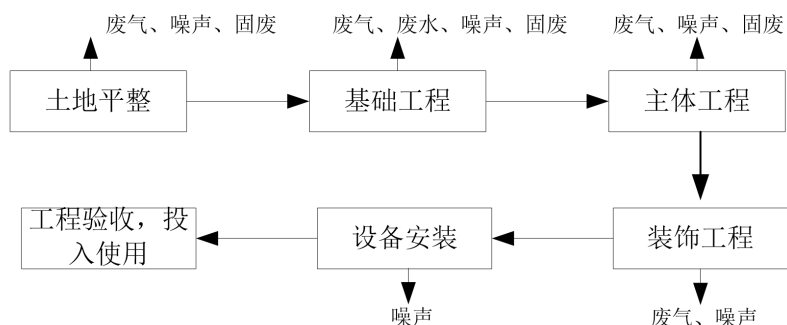 废气、噪声、固废
废气、废水、噪声、固废
废气、噪声、固废
土地平整
基础工程
主体工程
工程验收，投
入使用
设备安装
装饰工程
噪声
废气、噪声